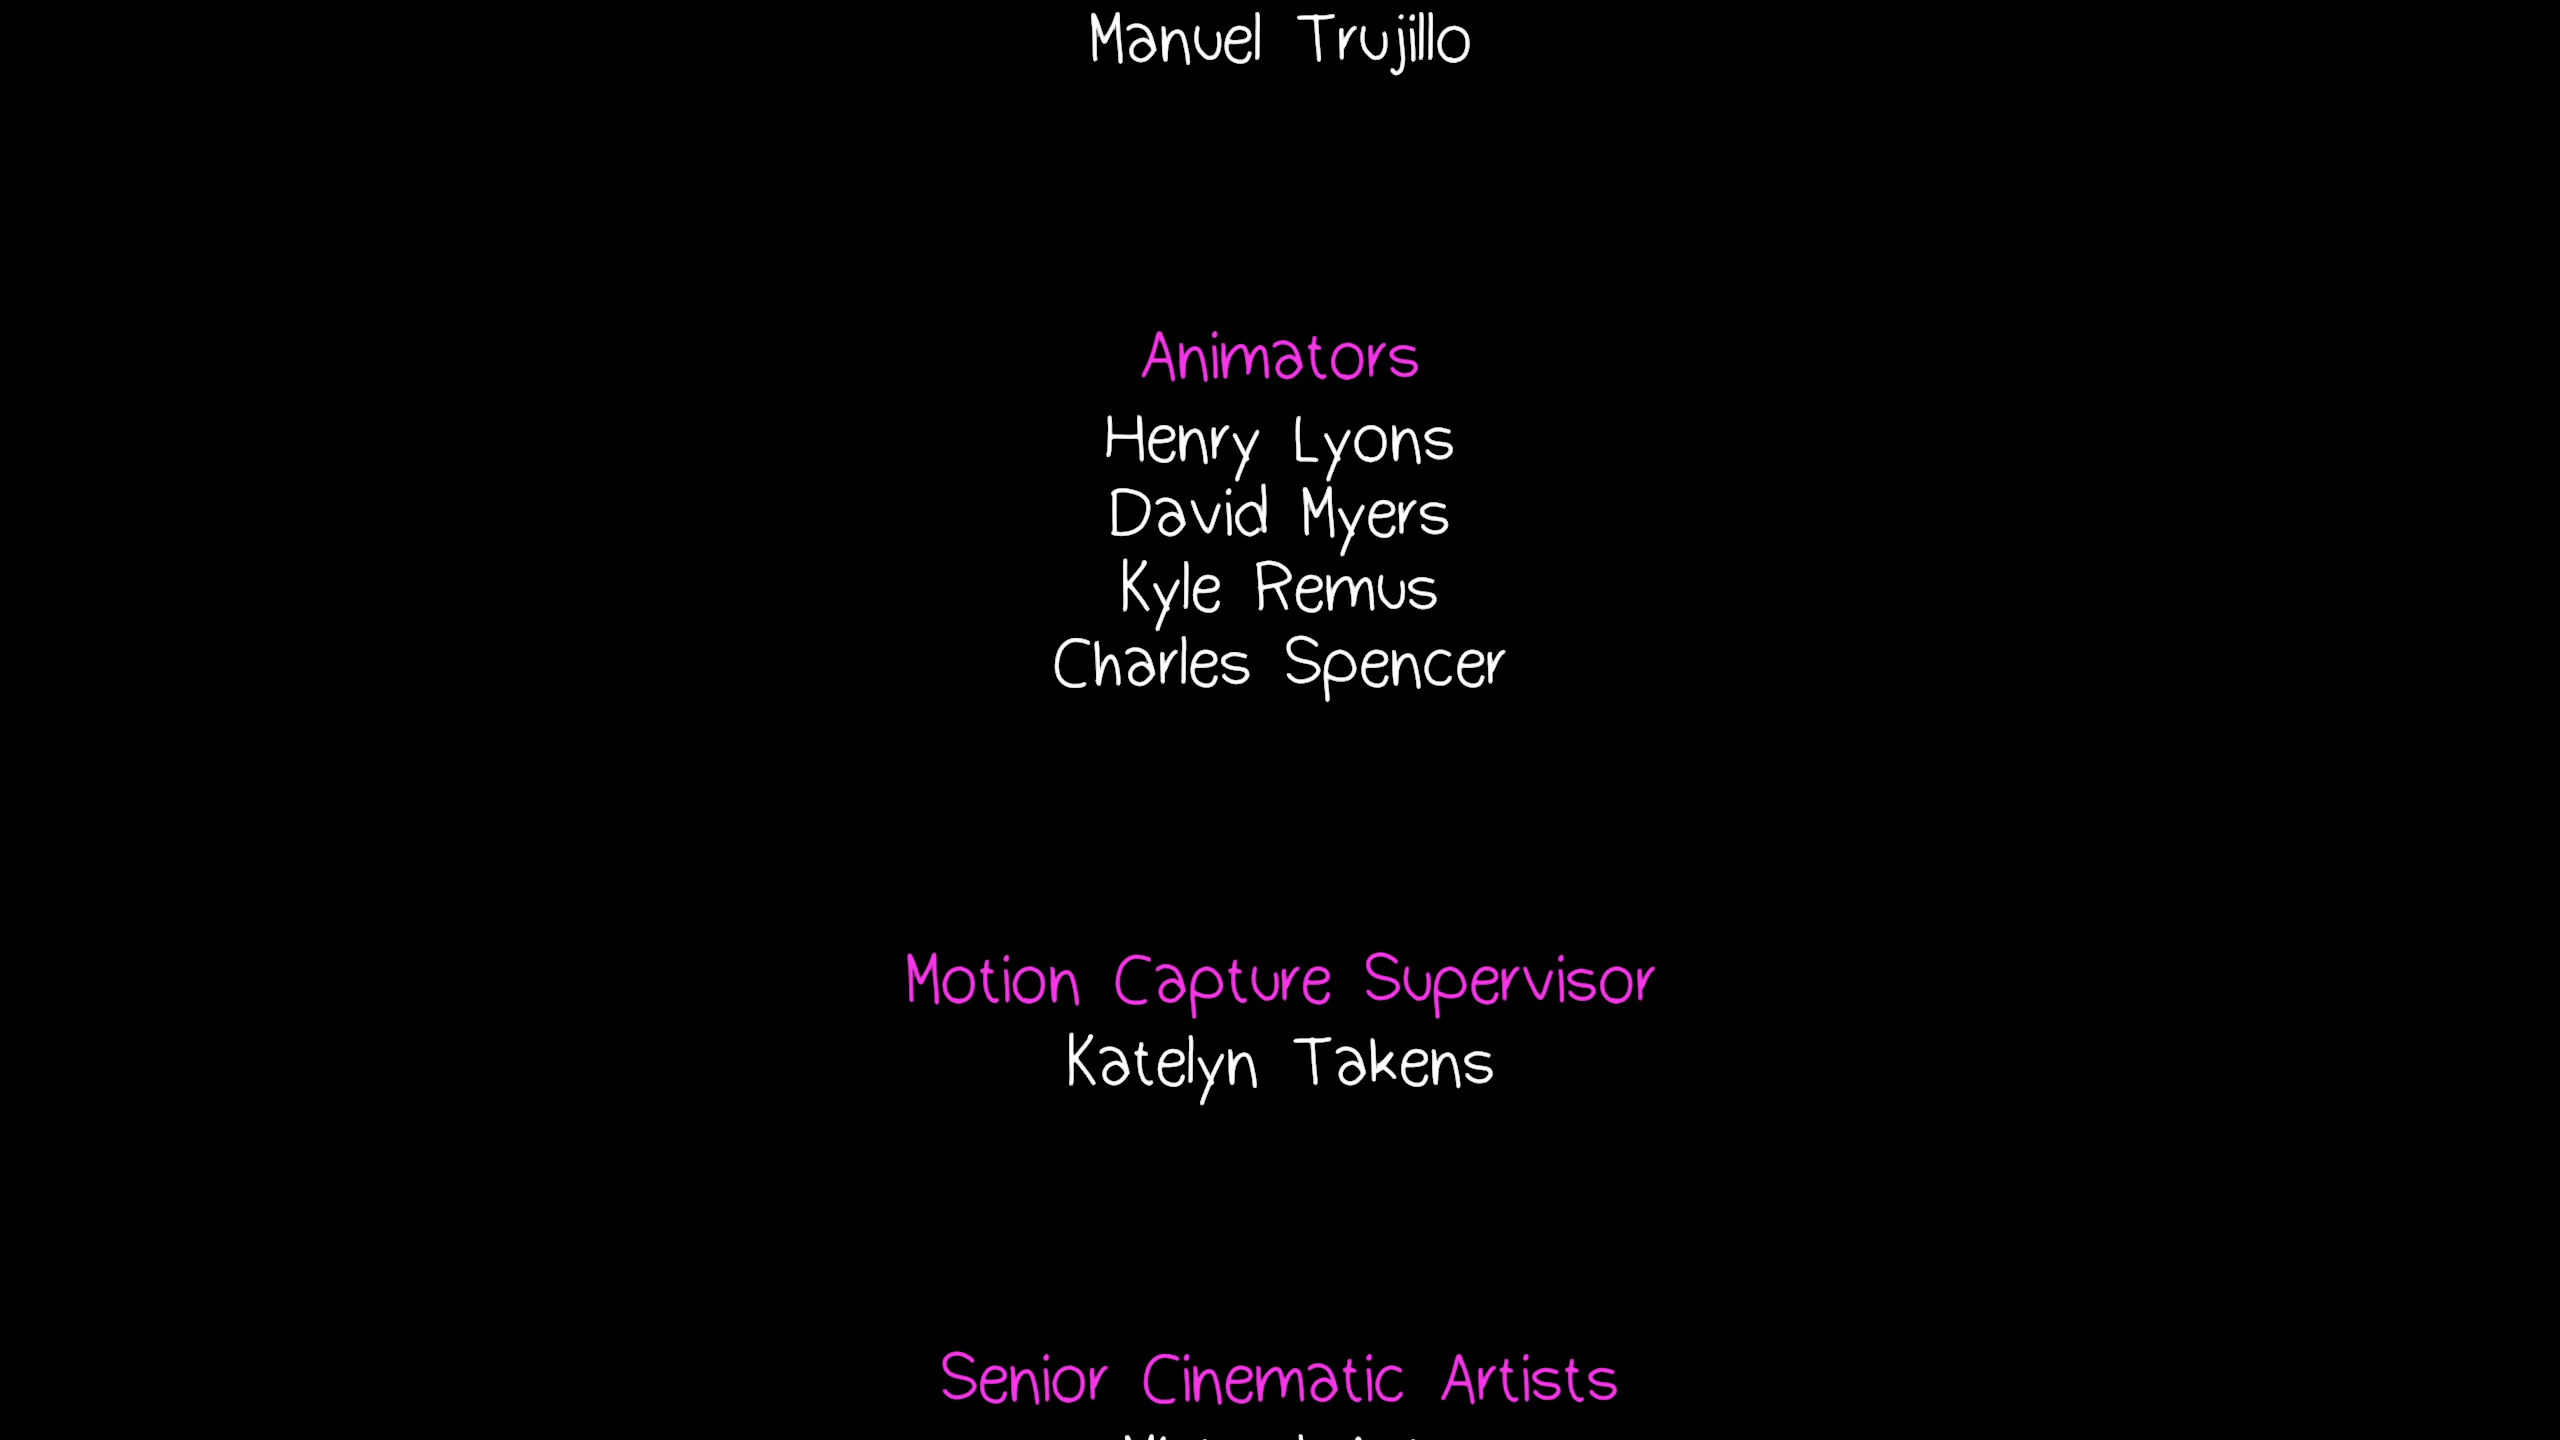 Manuel Trujillo
Animators
Henry Lyons
David Myers
Kyle Remus
Charles Spencer
Motion Capture Supervisor
Katelyn Takens
Senior Cinematic Artists